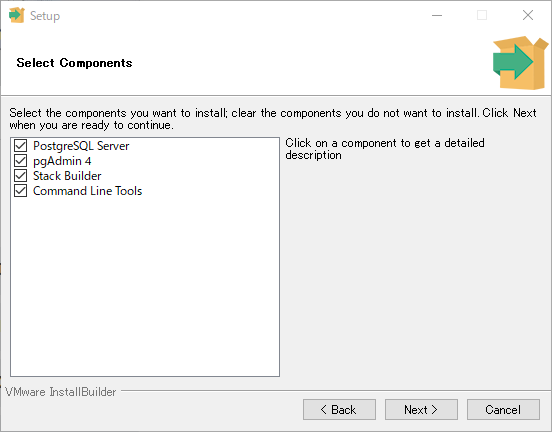 Setup
Select Components
Select the components you want to install; clear the components you do not want to install. Click Next
when you are ready to continue.
PostgreSQL Server
pgAdmin 4
Stack Builder
Command Line Tools
Click on a component to get a detailed
description
VMware InstallBuilder
< Back
Next >
Cancel